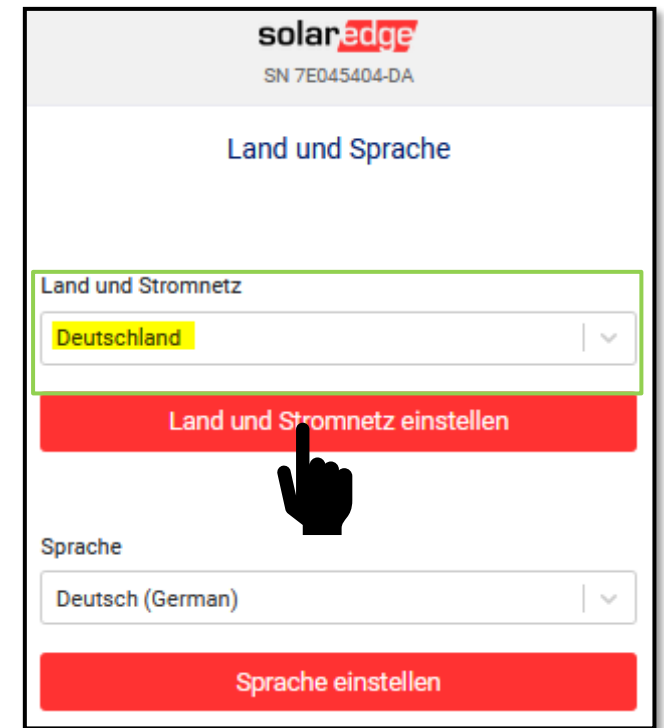 solaredge
SN 7E045404-DA
Land und Sprache
Land und Stromnetz
Deutschland
Land und Stromnetz einstellen
Sprache
Deutsch (German)
Sprache einstellen